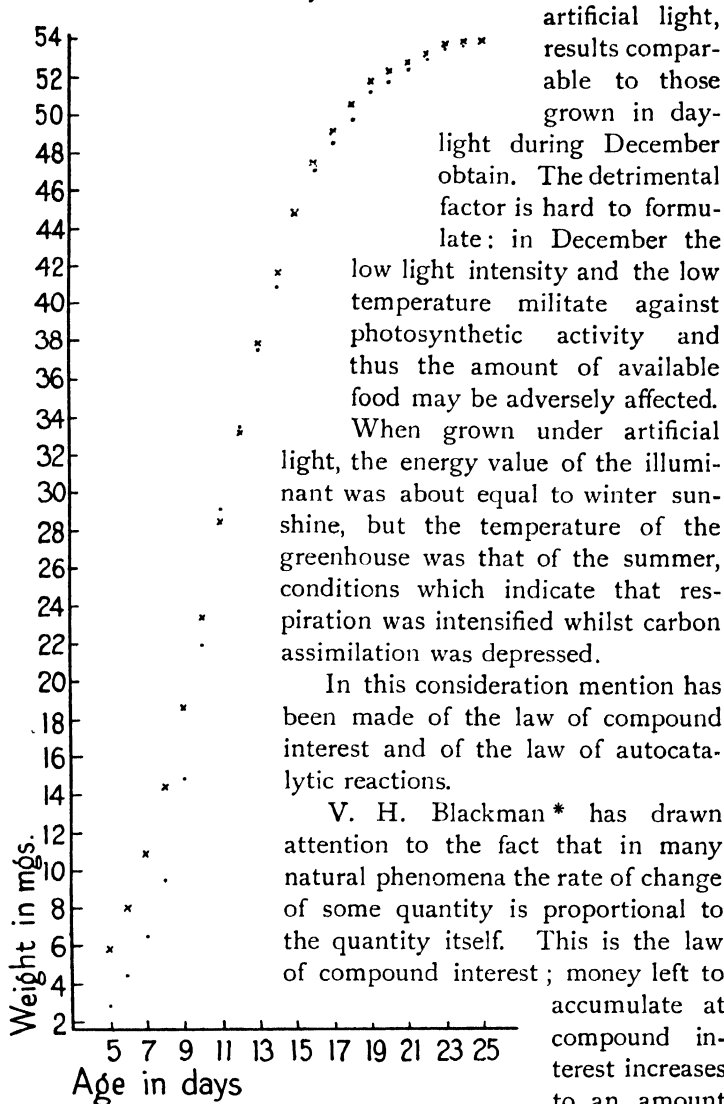 artificial light,
results compar-
able to those
grown in day-
light during December
obtain. The detrimental
factor is hard to formu-
late: in December the
low light intensity and the low
temperature militate against
photosynthetic activity and
thus the amount of available
food may be adversely affected.
When grown under artificial
light, the energy value of the illumi-
nant was about equal to winter sun-
shine, but the temperature of the
greenhouse was that of the summer,
conditions which indicate that res-
piration was intensified whilst carbon
assimilation was depressed.
In this consideration mention has
been made of the law of compound
interest and of the law of autocata-
lytic reactions.
V. H. Blackman * has drawn
attention to the fact that in many
natural phenomena the rate of change
of some quantity is proportional to
the quantity itself. This is the law
of compound interest; money left to
accumulate at
compound in-
terest increases
to an amount
54
52
50
48
46
44
42
40
38
36
34
32
30
28
26
24
22
20
18
16
14
12
10
8
6
4
2
Weight in mgs.
5 7 9 11 13 15 17 19 21 23 25
Age in days